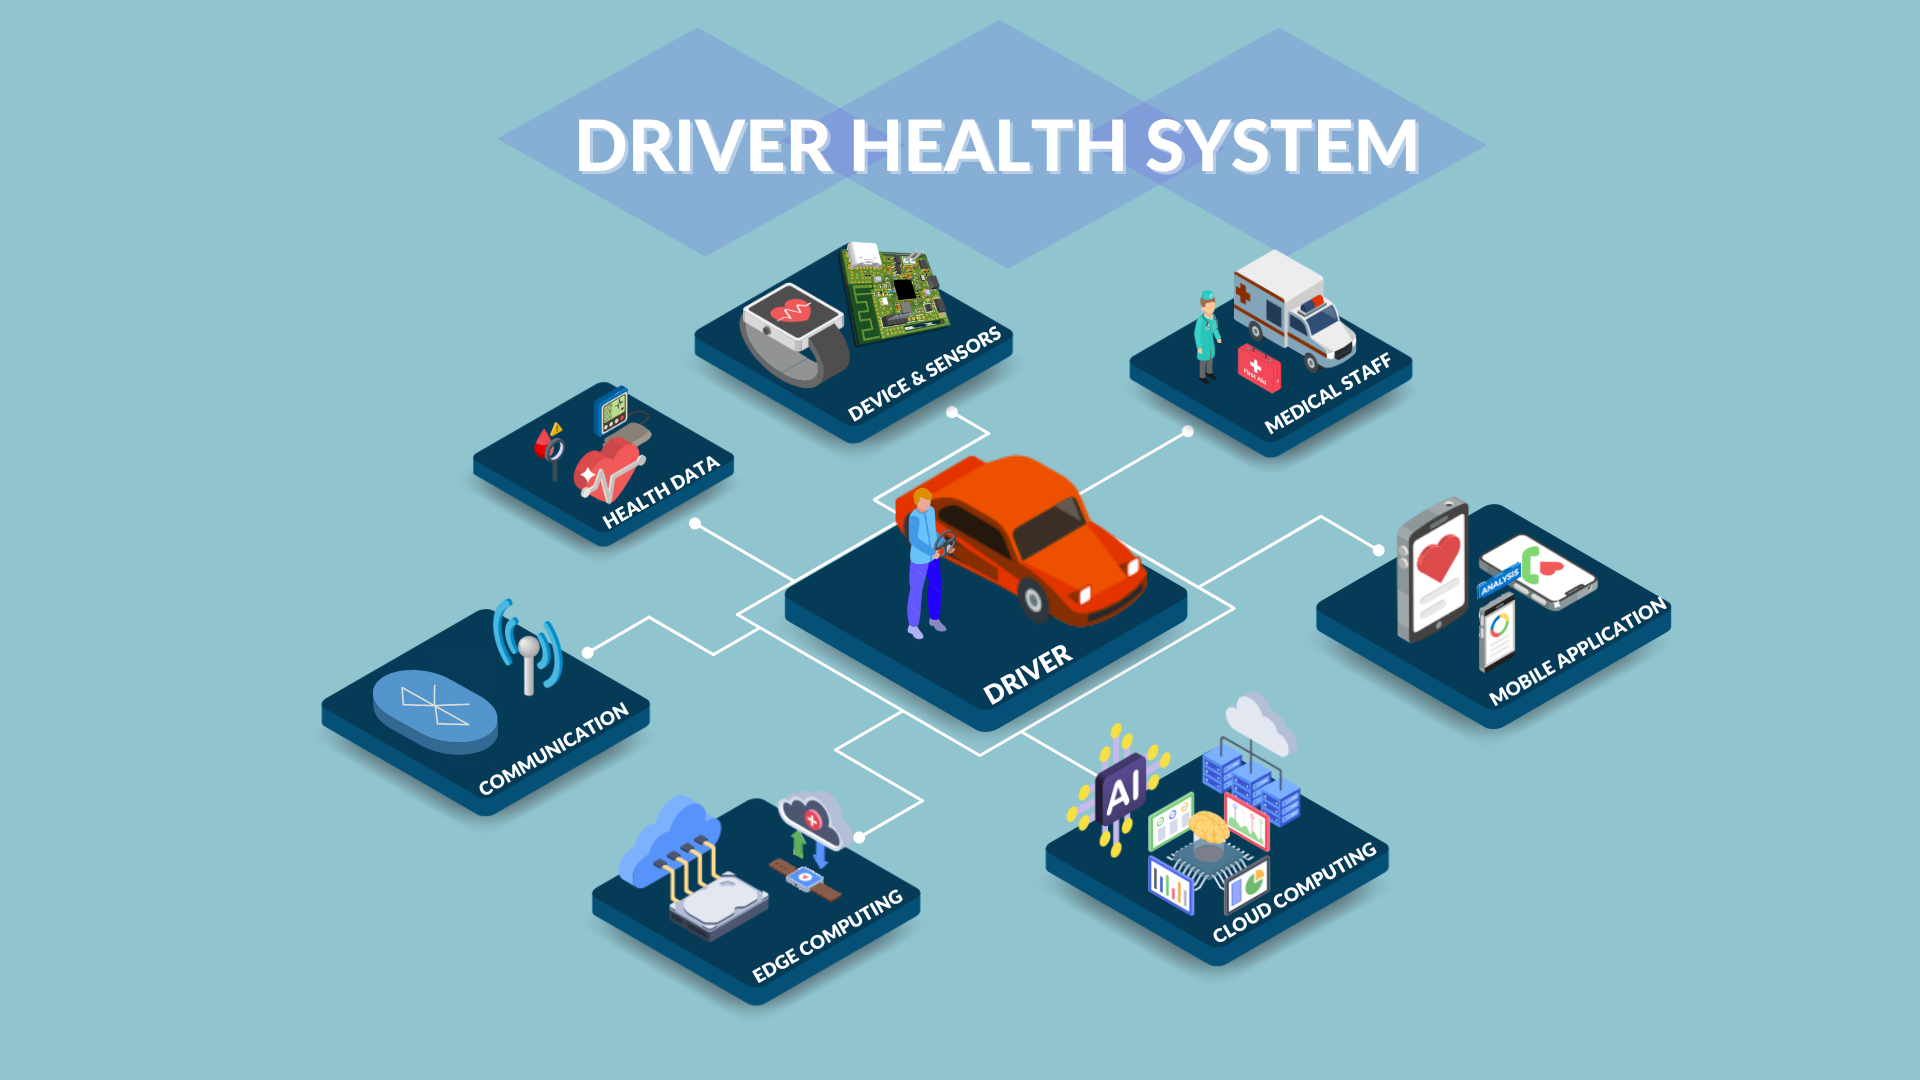 DRIVER HEALTH SYSTEM
DEVICE & SENSORS
MEDICAL STAFF
First Aid
HEALTH DATA
MOBILE APPLICATION
ANALYSIS
DRIVER
COMMUNICATION
AI
EDGE COMPUTING
CLOUD COMPUTING